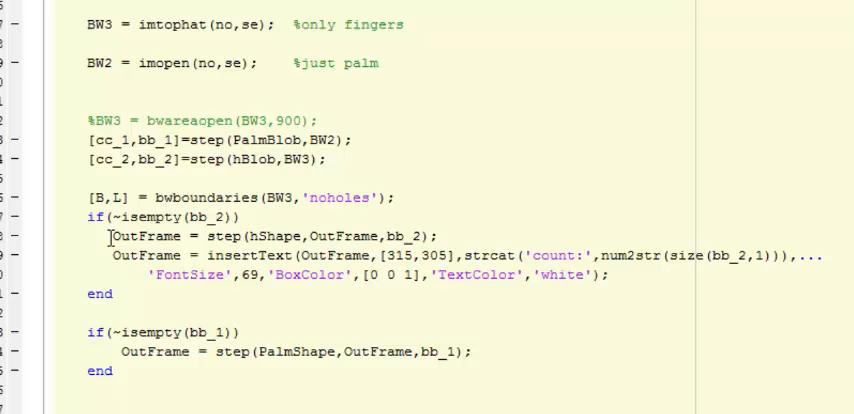 BW3 = imtophat(no,se);  %only fingers
BW2 = imopen(no,se);    %just palm
%BW3 = bwareaopen(BW3,900);
[cc_1,bb_1]=step(PalmBlob,BW2);
[cc_2,bb_2]=step(hBlob,BW3);
[B,L] = bwboundaries(BW3,'noholes');
if(~isempty(bb_2))
OutFrame = step(hShape,OutFrame,bb_2);
OutFrame = insertText(OutFrame,[315,305],strcat('count:',num2str(size(bb_2,1))),...
'FontSize',69,'BoxColor',[0 0 1],'TextColor','white');
end
if(~isempty(bb_1))
OutFrame = step(PalmShape,OutFrame,bb_1);
end